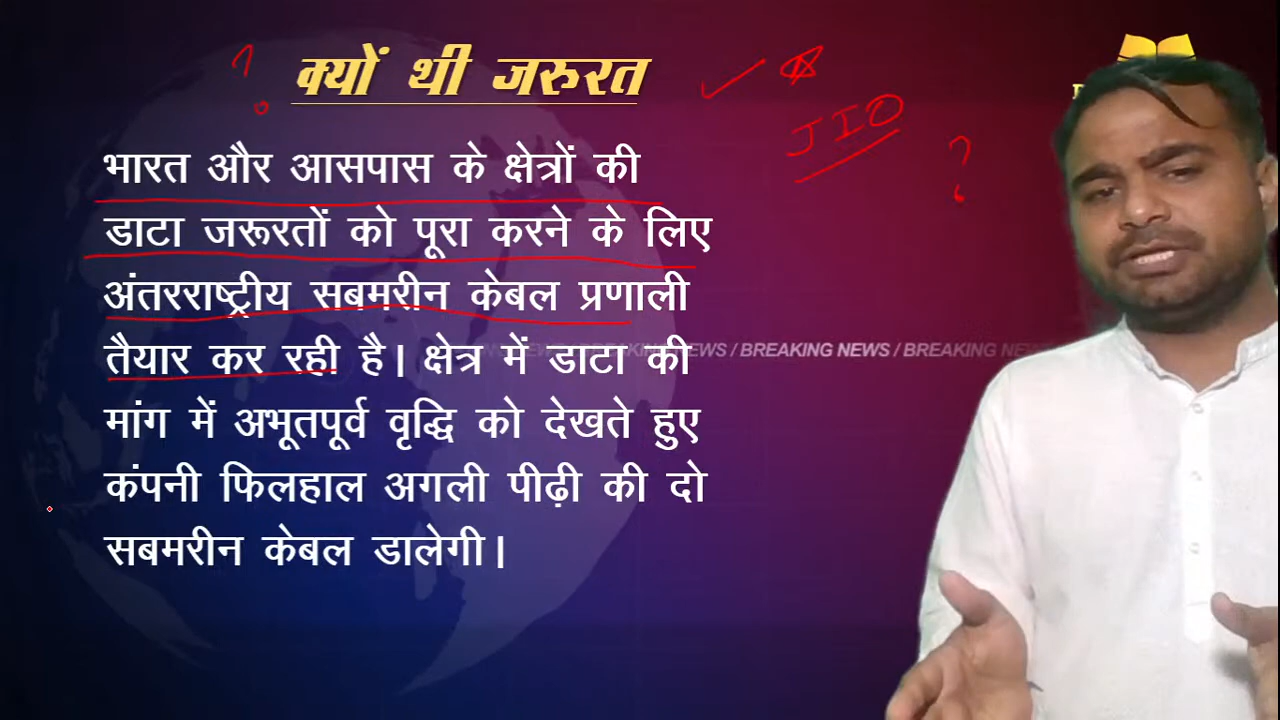 ? क्यों थी जरुरत
JIO
?
भारत और आसपास के क्षेत्रों की
डाटा जरूरतों को पूरा करने के लिए
अंतरराष्ट्रीय सबमरीन केबल प्रणाली
तैयार कर रही है। क्षेत्र में डाटा की
NEWS / BREAKING NEWS / BREAKING
मांग में अभूतपूर्व वृद्धि को देखते हुए
कंपनी फिलहाल अगली पीढ़ी की दो
सबमरीन केबल डालेगी।